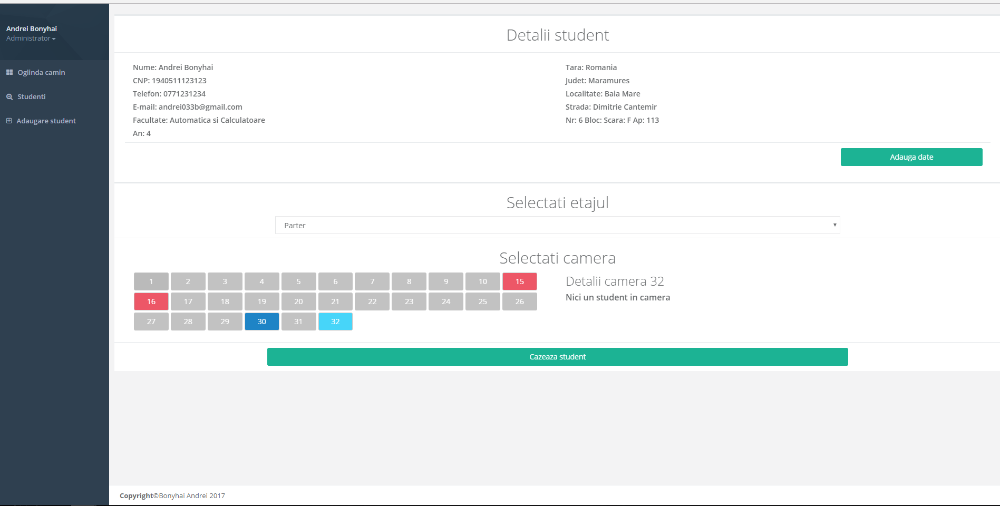 Andrei Bonyhai
Administrator
Oglinda camin
Studenti
Adaugare student
Detalii student
Nume: Andrei Bonyhai
CNP: 1940511123123
Telefon: 0771231234
E-mail: andrei033b@gmail.com
Facultate: Automatica si Calculatoare
An: 4
Tara: Romania
Judet: Maramures
Localitate: Baia Mare
Strada: Dimitrie Cantemir
Nr: 6 Bloc: Scara: F Ap: 113
Adauga date
Selectati etajul
Parter
Selectati camera
1 2 3 4 5 6 7 8 9 10 15
16 17 18 19 20 21 22 23 24 25 26
27 28 29 30 31 32
Detalii camera 32
Nici un student in camera
Cazeaza student
Copyright©Bonyhai Andrei 2017